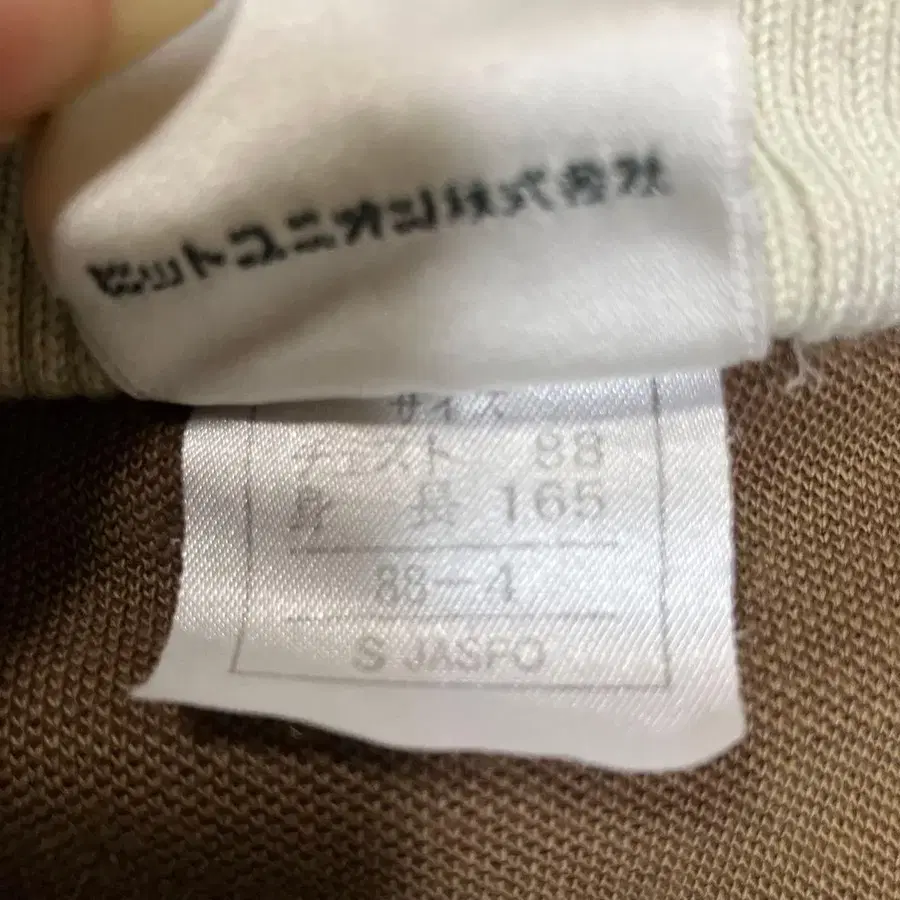 ヒットユニオン株式会社
サイズ
チェスト 88
身 長 165
88-4
S JASPO